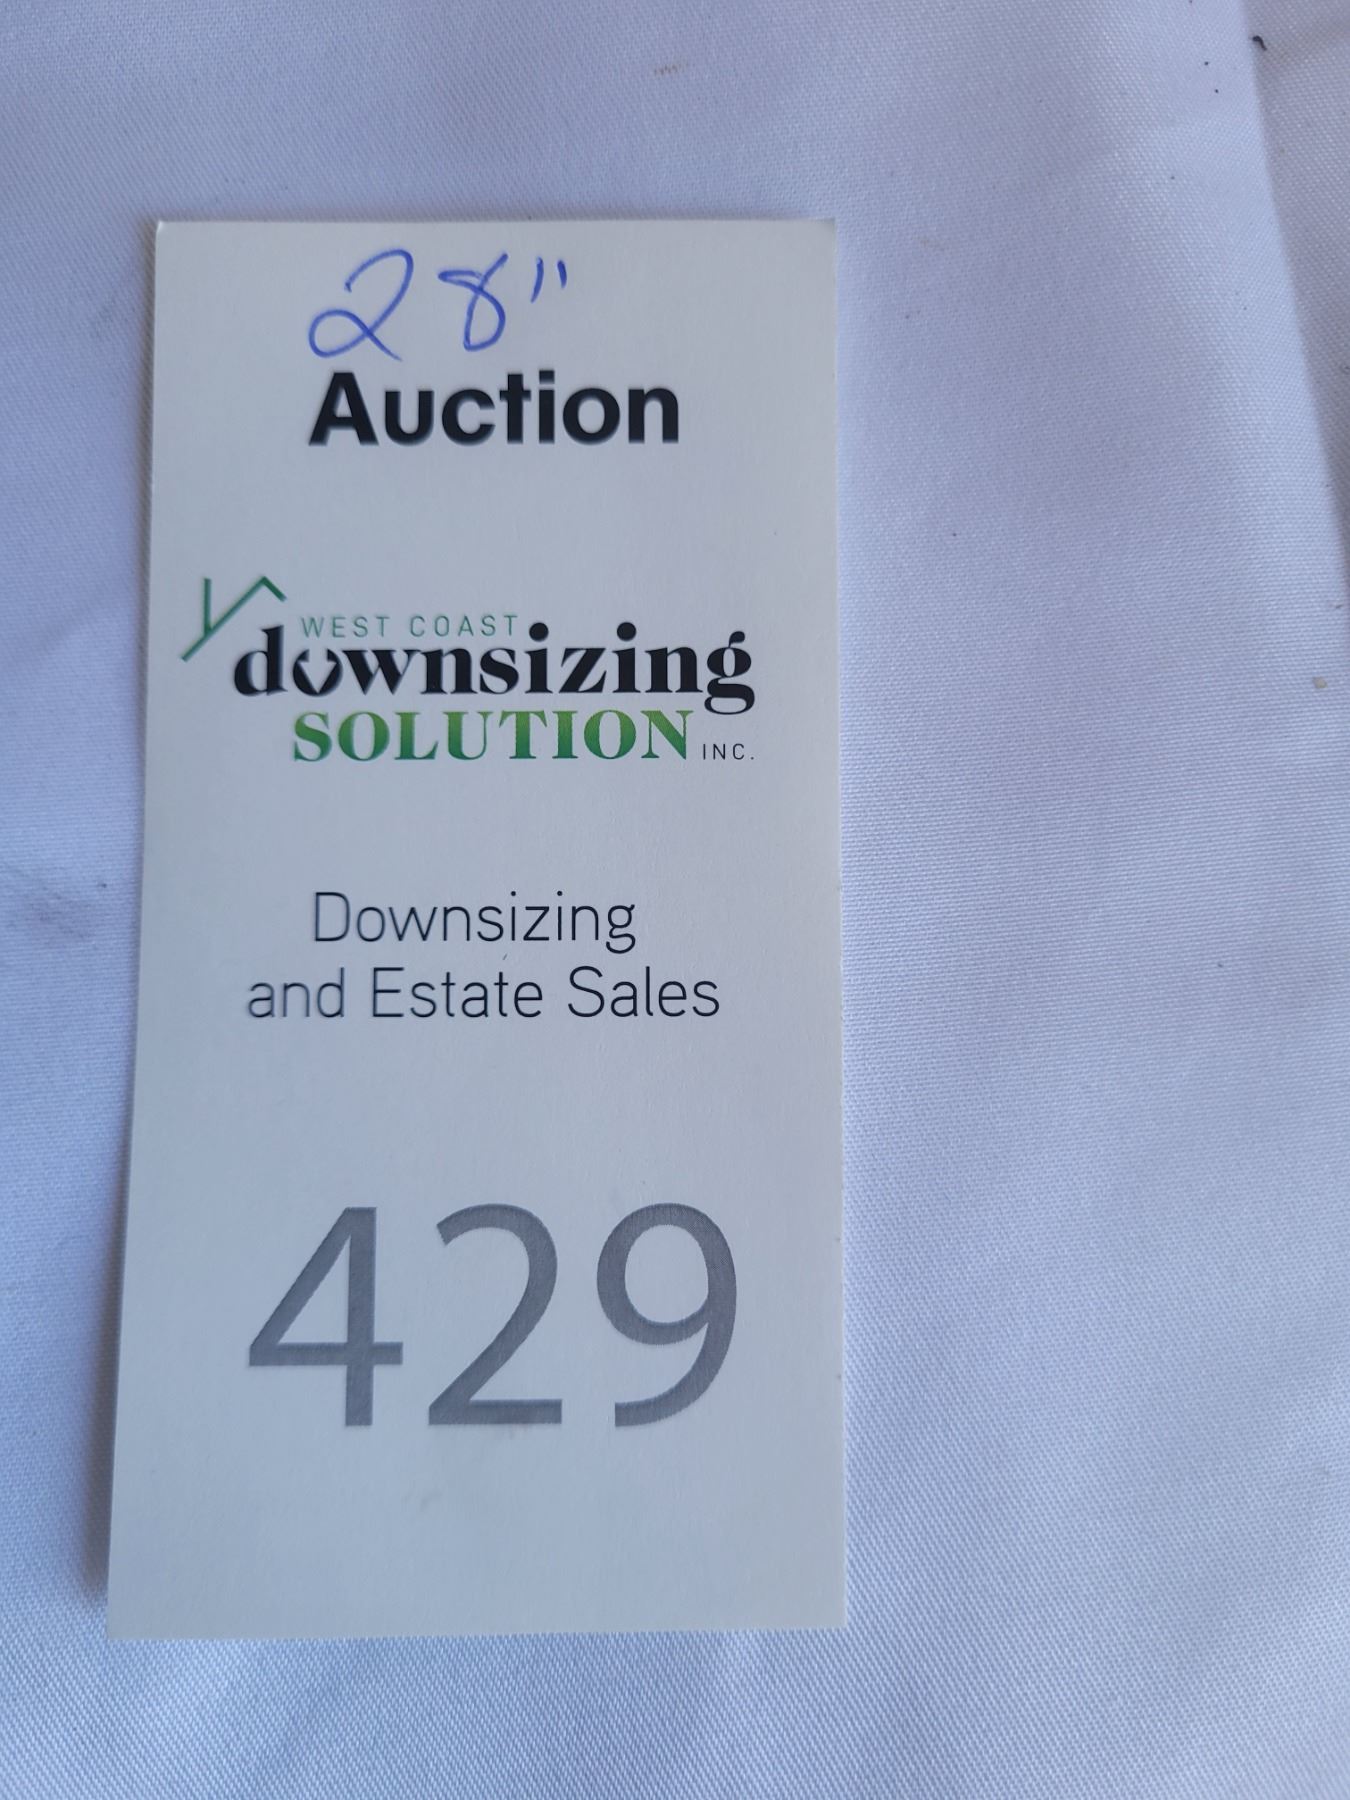 28"
Auction
WEST COAST
downsizing
SOLUTION INC.
Downsizing
and Estate Sales
429